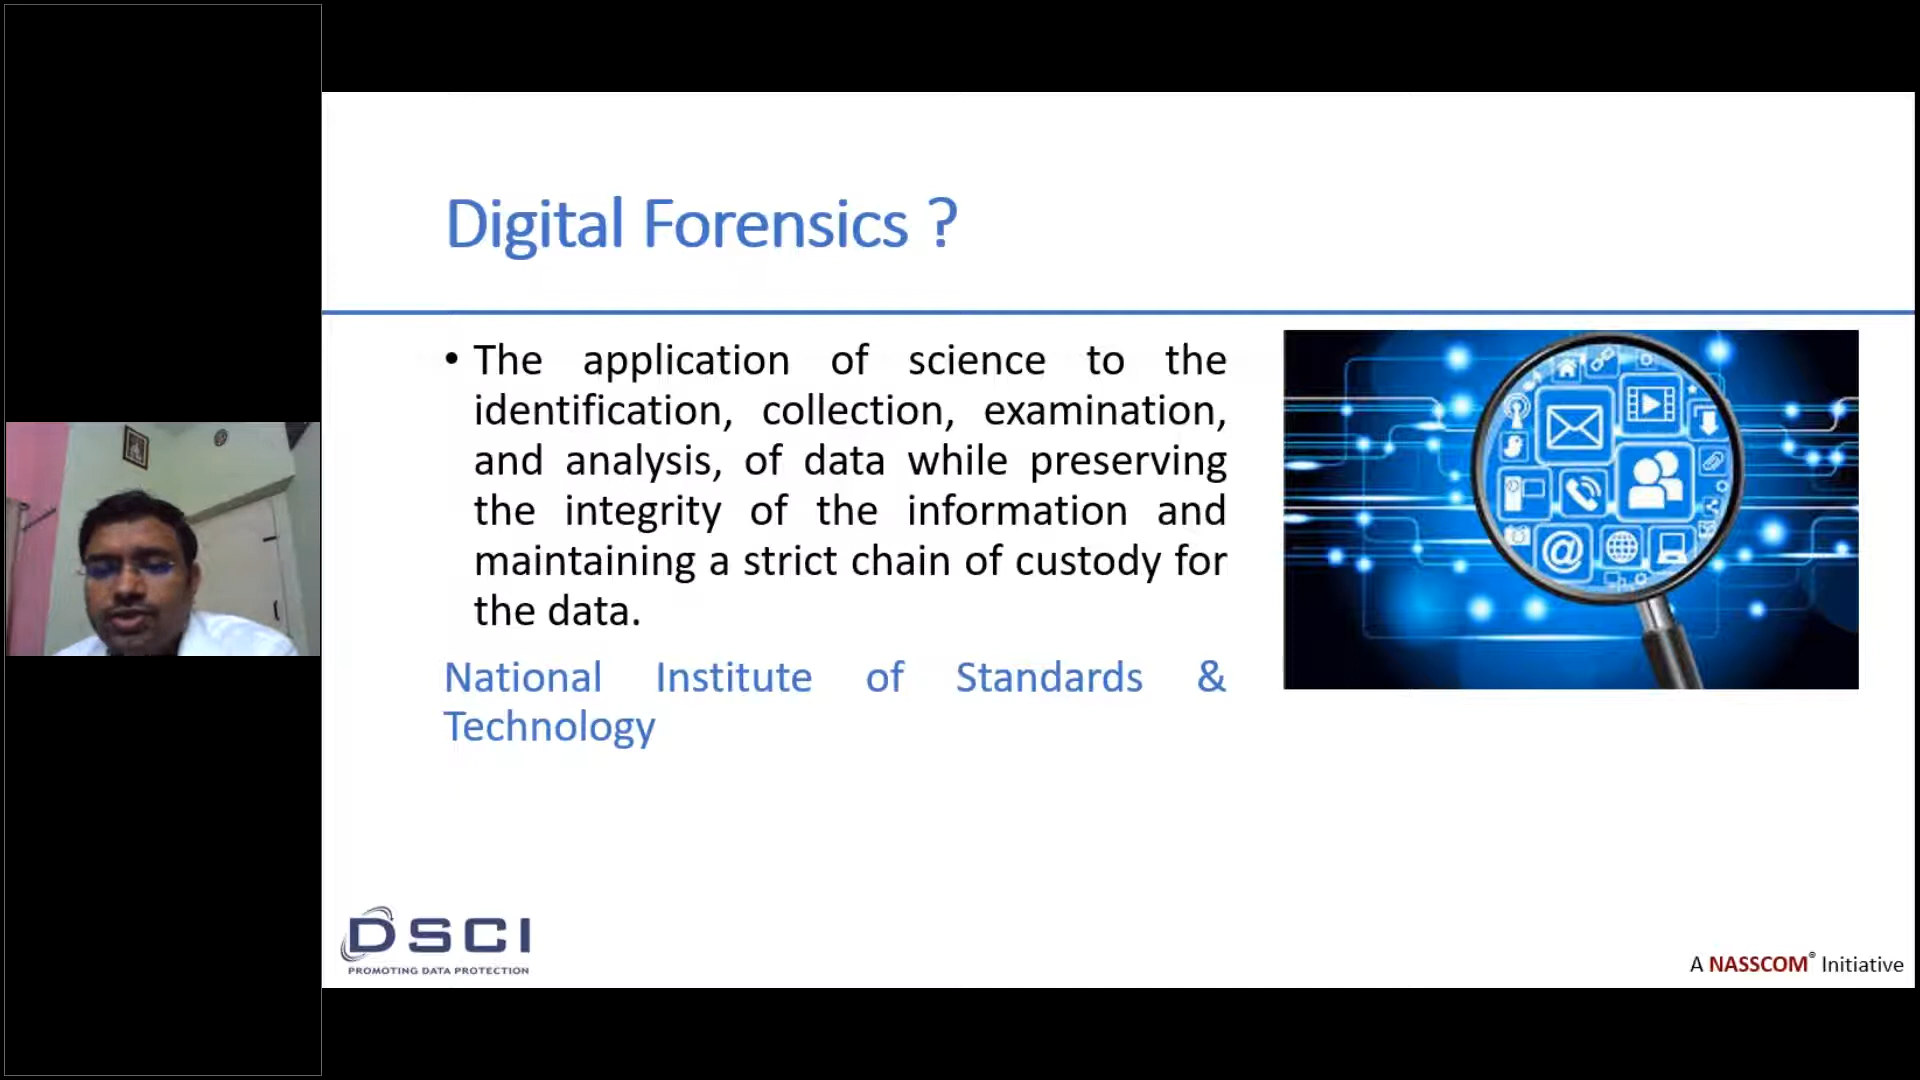 Digital Forensics ?
• The application of science to the
identification, collection, examination,
and analysis, of data while preserving
the integrity of the information and
maintaining a strict chain of custody for
the data.
National Institute of Standards &
Technology
@
DSCI
PROMOTING DATA PROTECTION
A NASSCOM® Initiative